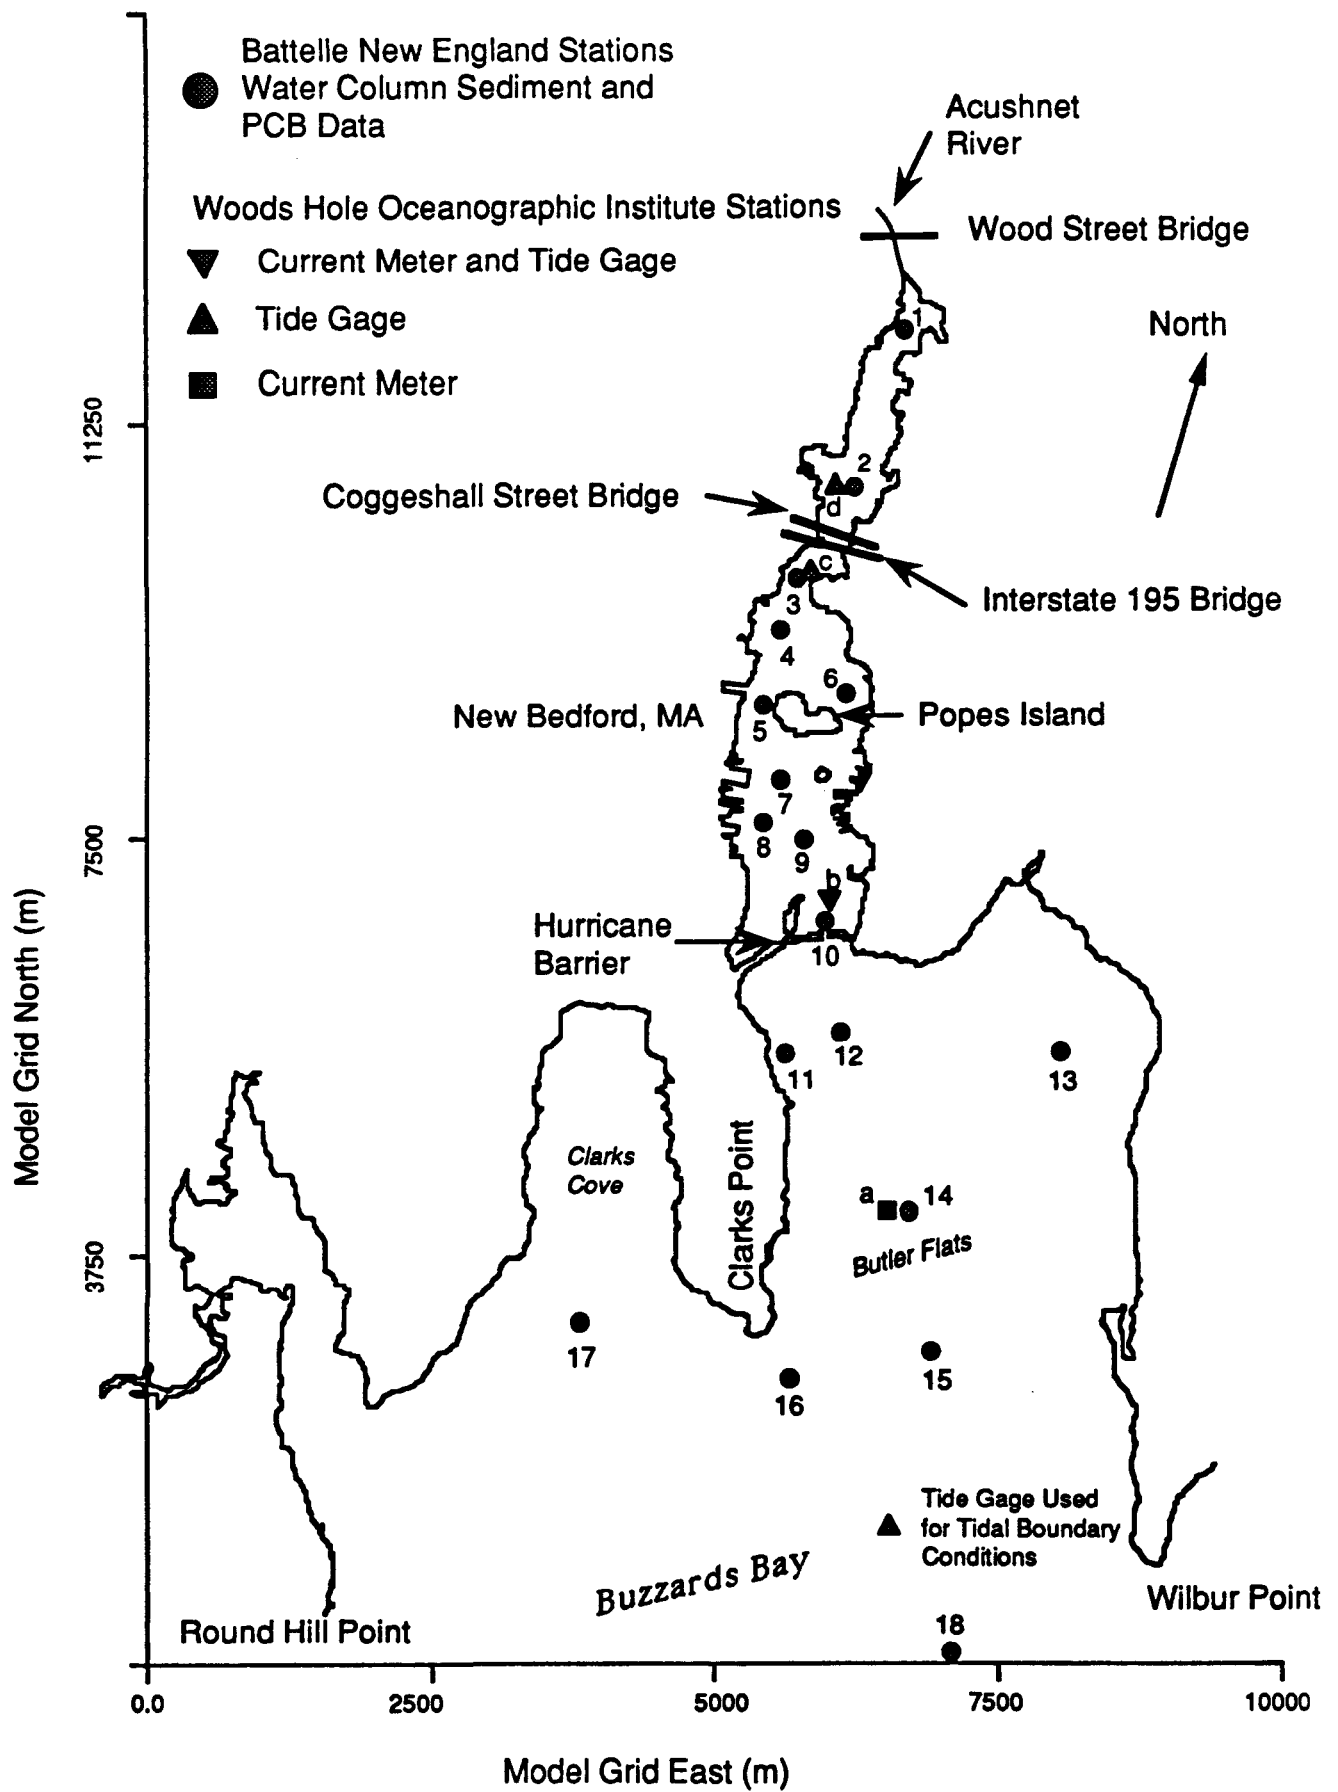 Battelle New England Stations
Water Column Sediment and
PCB Data
Woods Hole Oceanographic Institute Stations
Current Meter and Tide Gage
Tide Gage
Current Meter
Acushnet
River
Wood Street Bridge
North
1
11250
2
d
Coggeshall Street Bridge
c
Interstate 195 Bridge
3
4
6
New Bedford, MA
5
Popes Island
7
7500
8
9
b
Hurricane
Barrier
10
11
12
13
Model Grid North (m)
Clarks
Cove
Clarks Point
a
14
Butler Flats
3750
17
15
16
Tide Gage Used
for Tidal Boundary
Conditions
Buzzards Bay
Wilbur Point
Round Hill Point
18
0.0
2500
5000
7500
10000
Model Grid East (m)